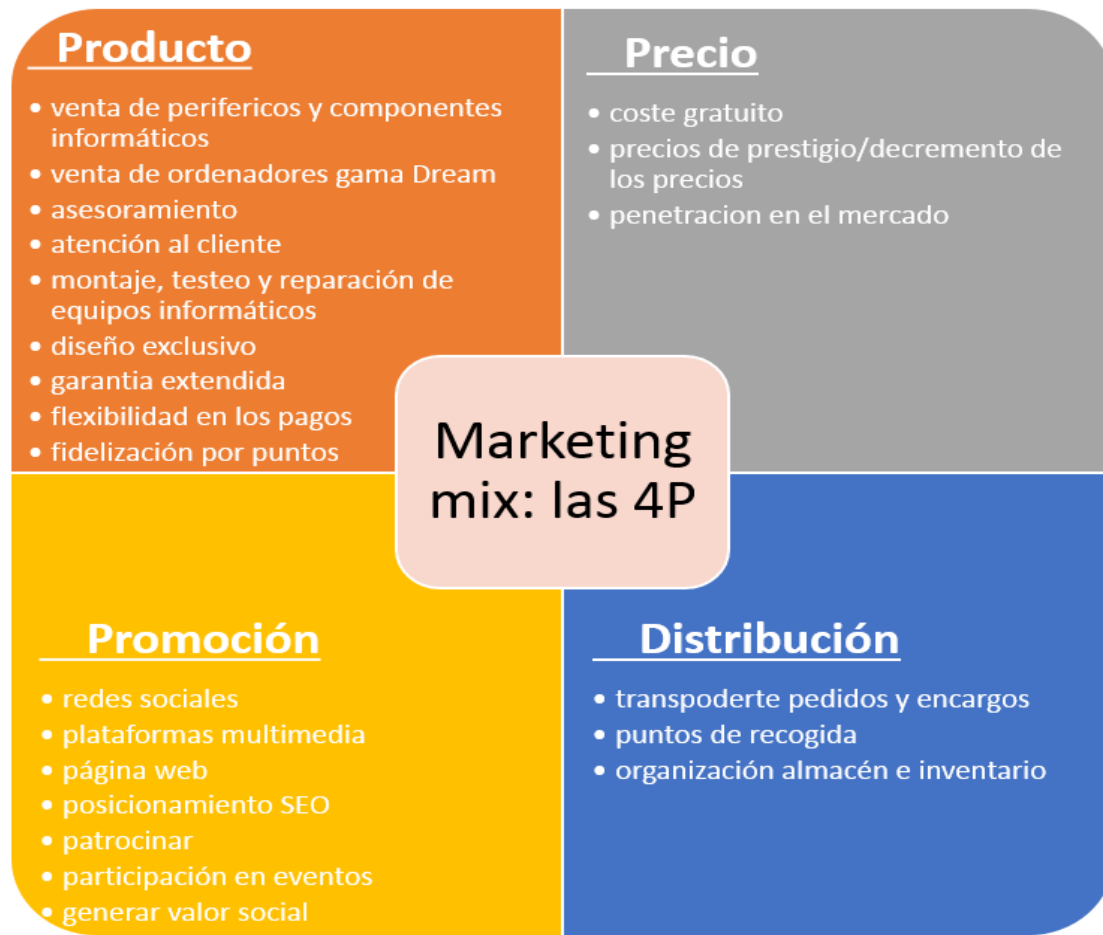 Producto
• venta de perifericos y componentes
informáticos
• venta de ordenadores gama Dream
• asesoramiento
• atención al cliente
• montaje, testeo y reparación de
equipos informáticos
• diseño exclusivo
• garantia extendida
• flexibilidad en los pagos
• fidelización por puntos
Precio
• coste gratuito
• precios de prestigio/decremento de
los precios
• penetracion en el mercado
Marketing
mix: las 4P
Promoción
• redes sociales
• plataformas multimedia
• página web
• posicionamiento SEO
• patrocinar
• participación en eventos
• generar valor social
Distribución
• transpoderte pedidos y encargos
• puntos de recogida
• organización almacén e inventario